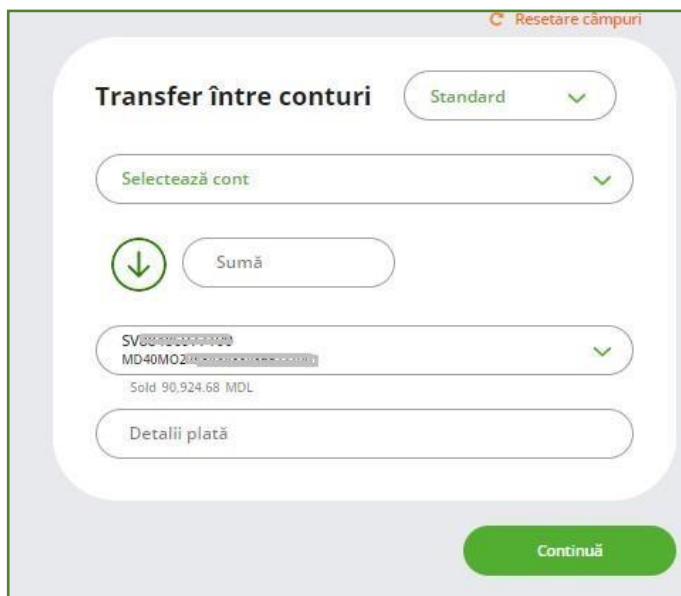 Resetare câmpuri
Transfer între conturi
Standard
Selectează cont
Sumă
Sold 90,924.68 MDL
Detalii plată
Continuă